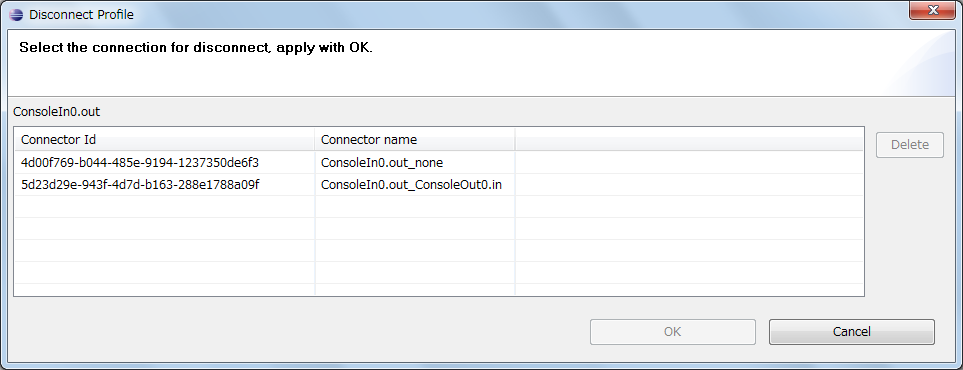 Disconnect Profile
Select the connection for disconnect, apply with OK.
ConsoleIn0.out
Connector Id Connector name
4d00f769-b044-485e-9194-1237350de6f3 ConsoleIn0.out_none
5d23d29e-943f-4d7d-b163-288e1788a09f ConsoleIn0.out_ConsoleOut0.in
Delete
OK Cancel